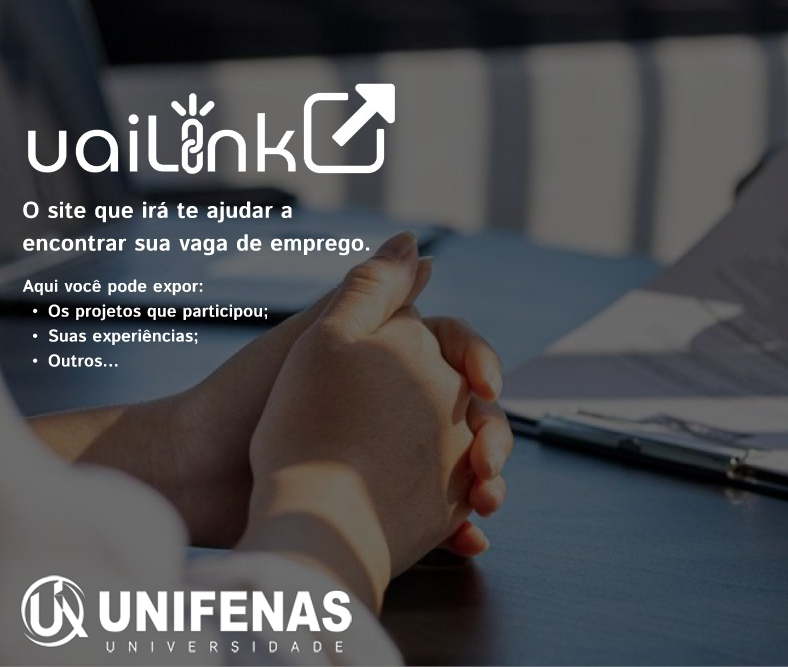 uaiLink
O site que irá te ajudar a
encontrar sua vaga de emprego.
Aqui você pode expor:
• Os projetos que participou;
• Suas experiências;
• Outros...
UNIFENAS
UNIVERSIDADE